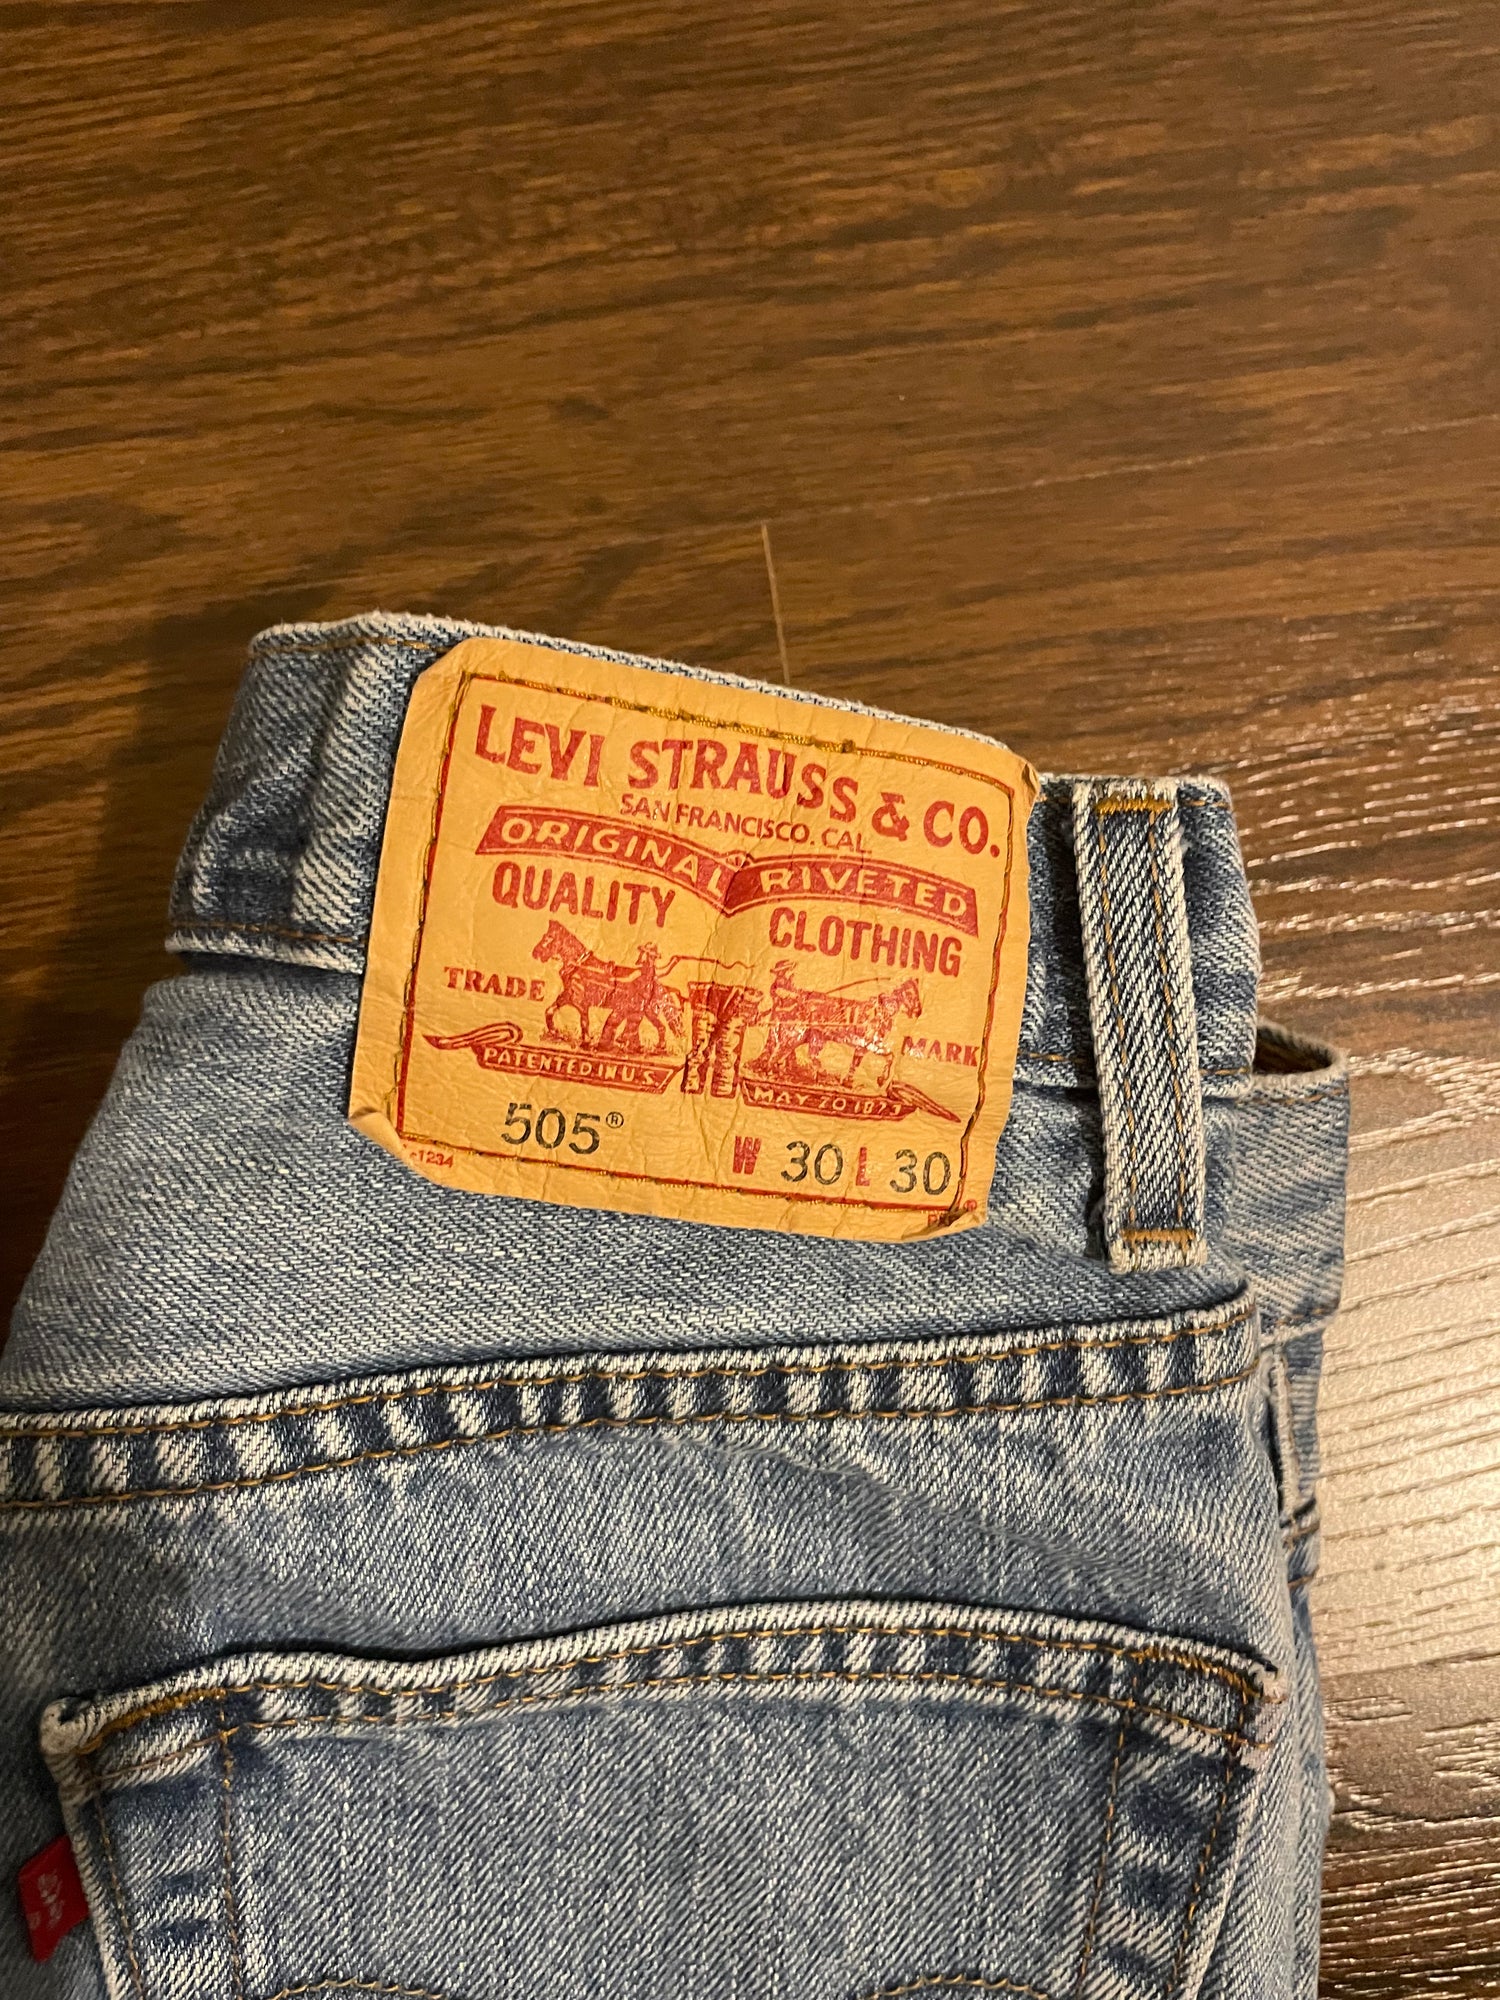 LEVI STRAUSS & CO.
SAN FRANCISCO. CAL.
ORIGINAL RIVETED
QUALITY CLOTHING
TRADE MARK
PATENTED IN U.S. MAY 20 1873
505® W 30 L 30
1234